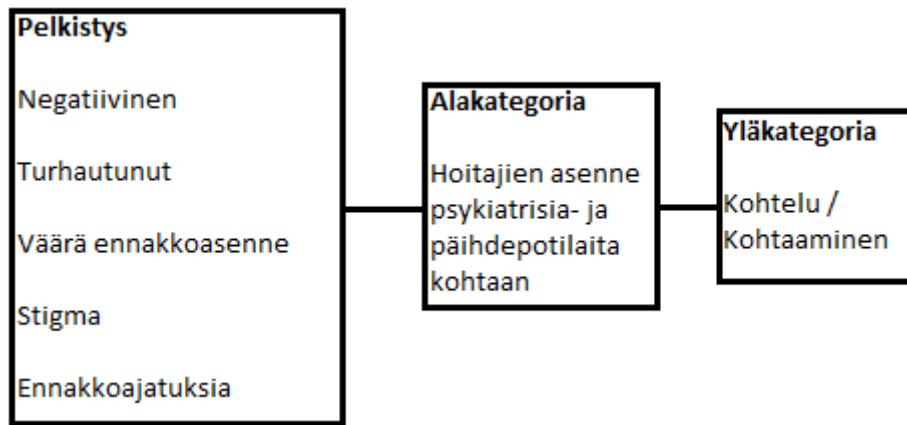 Pelkistys
Negatiivinen
Turhautunut
Väärä ennakkoasenne
Stigma
Ennakkoajatuksia
Alakategoria
Hoitajien asenne
psykiatrisia- ja
päihdepotilaita
kohtaan
Yläkategoria
Kohtelu /
Kohtaaminen